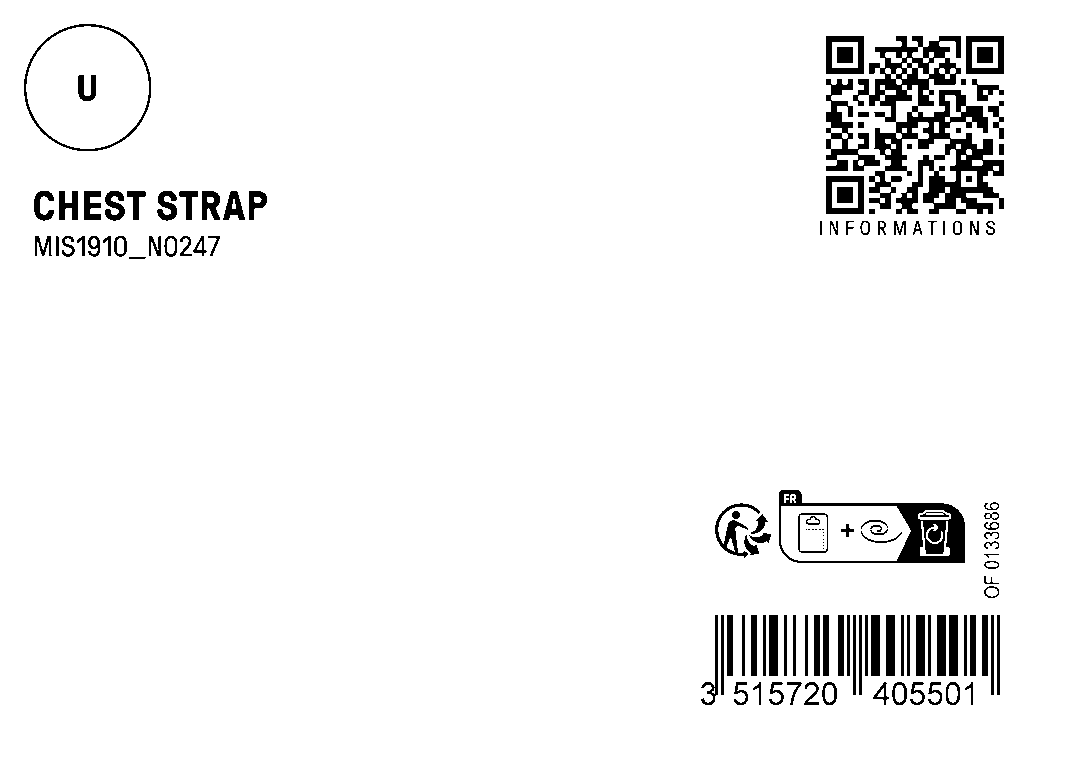 U
CHEST STRAP
MIS1910_N0247
INFORMATIONS
FR
OF 0133686
3 515720 405501